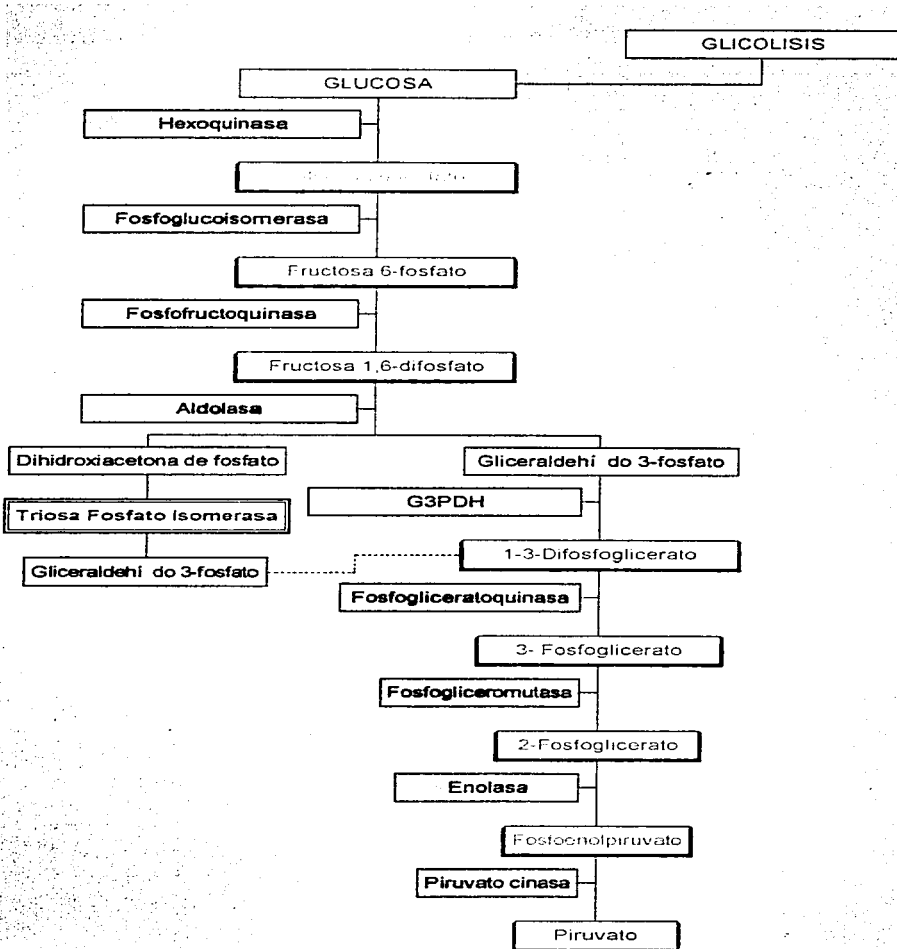 GLICOLISIS
GLUCOSA
Hexoquinasa
Fosfoglucoisomerasa
Fructosa 6-fosfato
Fosfofructoquinasa
Fructosa 1,6-difosfato
Aldolasa
Dihidroxiacetona de fosfato
Gliceraldehí do 3-fosfato
G3PDH
Triosa Fosfato Isomerasa
1-3-Difosfoglicerato
Gliceraldehí do 3-fosfato
Fosfogliceratoquinasa
3- Fosfoglicerato
Fosfogliceromutasa
2-Fosfoglicerato
Enolasa
Fosfoenolpiruvato
Piruvato cinasa
Piruvato